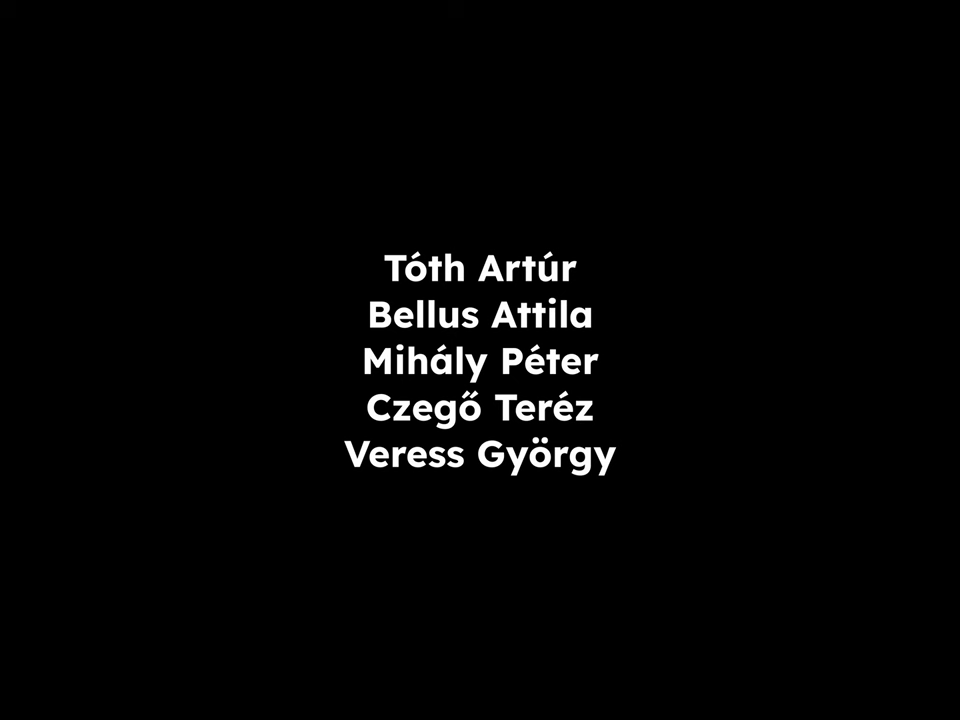 Tóth Artúr
Bellus Attila
Mihály Péter
Czegő Teréz
Veress György